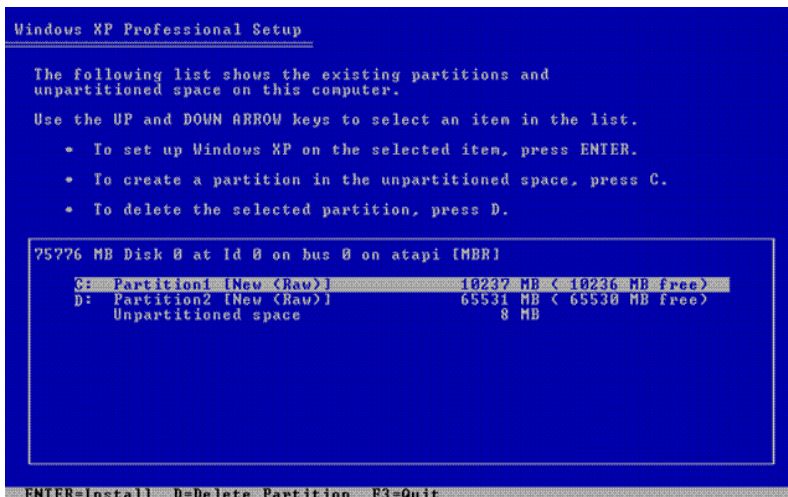 Windows XP Professional Setup
The following list shows the existing partitions and
unpartitioned space on this computer.
Use the UP and DOWN ARROW keys to select an item in the list.
• To set up Windows XP on the selected item, press ENTER.
• To create a partition in the unpartitioned space, press C.
• To delete the selected partition, press D.
75776 MB Disk 0 at Id 0 on bus 0 on atapi [MBR]
C: Partition1 [New (Raw)] 10237 MB ( 10236 MB free)
D: Partition2 [New (Raw)] 65531 MB ( 65530 MB free)
Unpartitioned space 8 MB
ENTER=Install D=Delete Partition F3=Quit